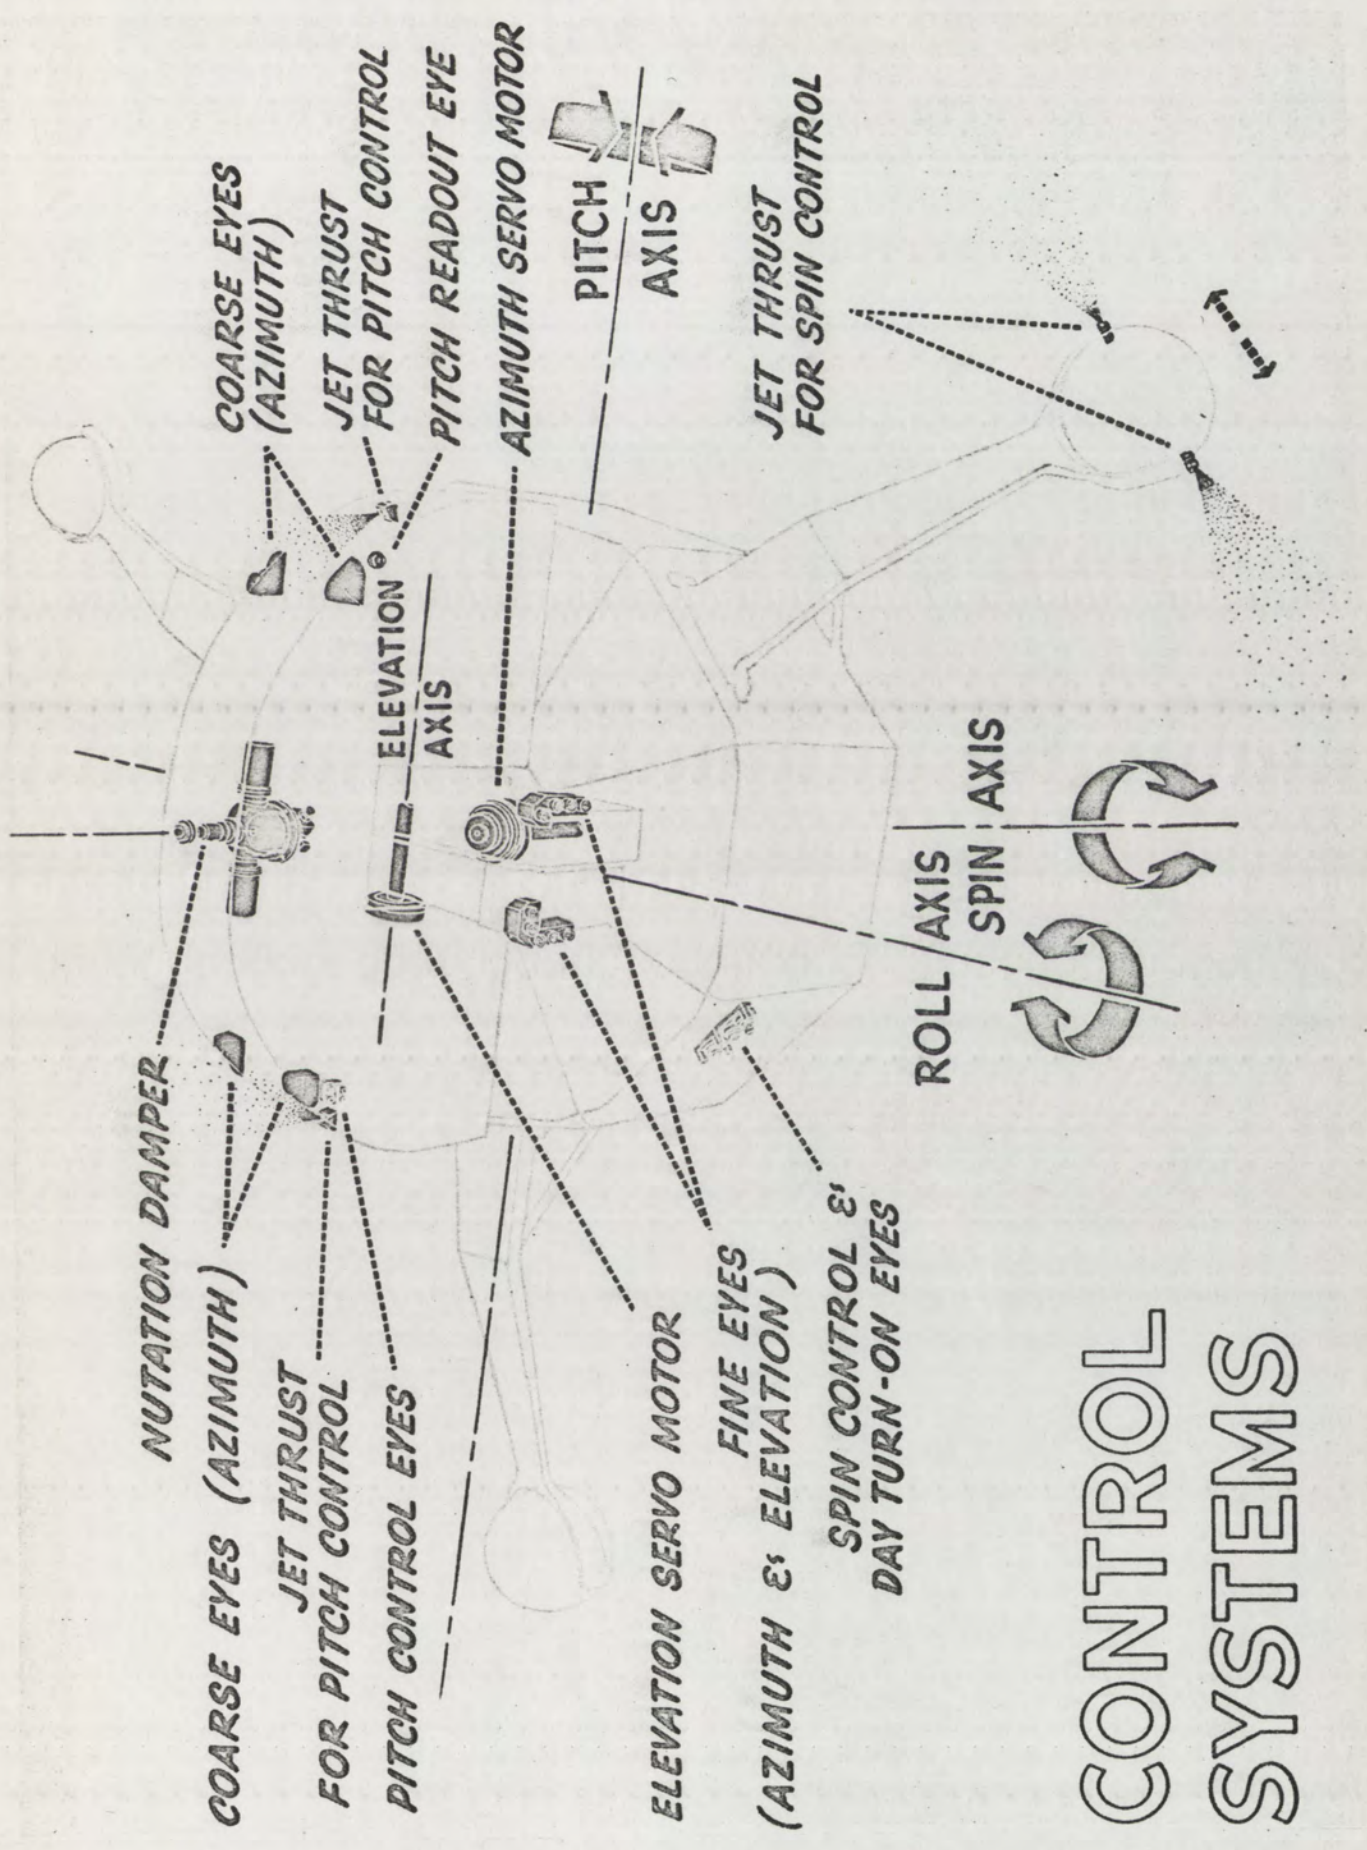 NUTATION DAMPER
COARSE EYES (AZIMUTH)
JET THRUST
FOR PITCH CONTROL
PITCH CONTROL EYES
ELEVATION SERVO MOTOR
FINE EYES
(AZIMUTH & ELEVATION)
SPIN CONTROL &
DAY TURN-ON EYES
COARSE EYES
(AZIMUTH)
JET THRUST
FOR PITCH CONTROL
PITCH READOUT EYE
AZIMUTH SERVO MOTOR
ELEVATION
AXIS
PITCH
AXIS
JET THRUST
FOR SPIN CONTROL
ROLL AXIS
SPIN AXIS
CONTROL
SYSTEMS